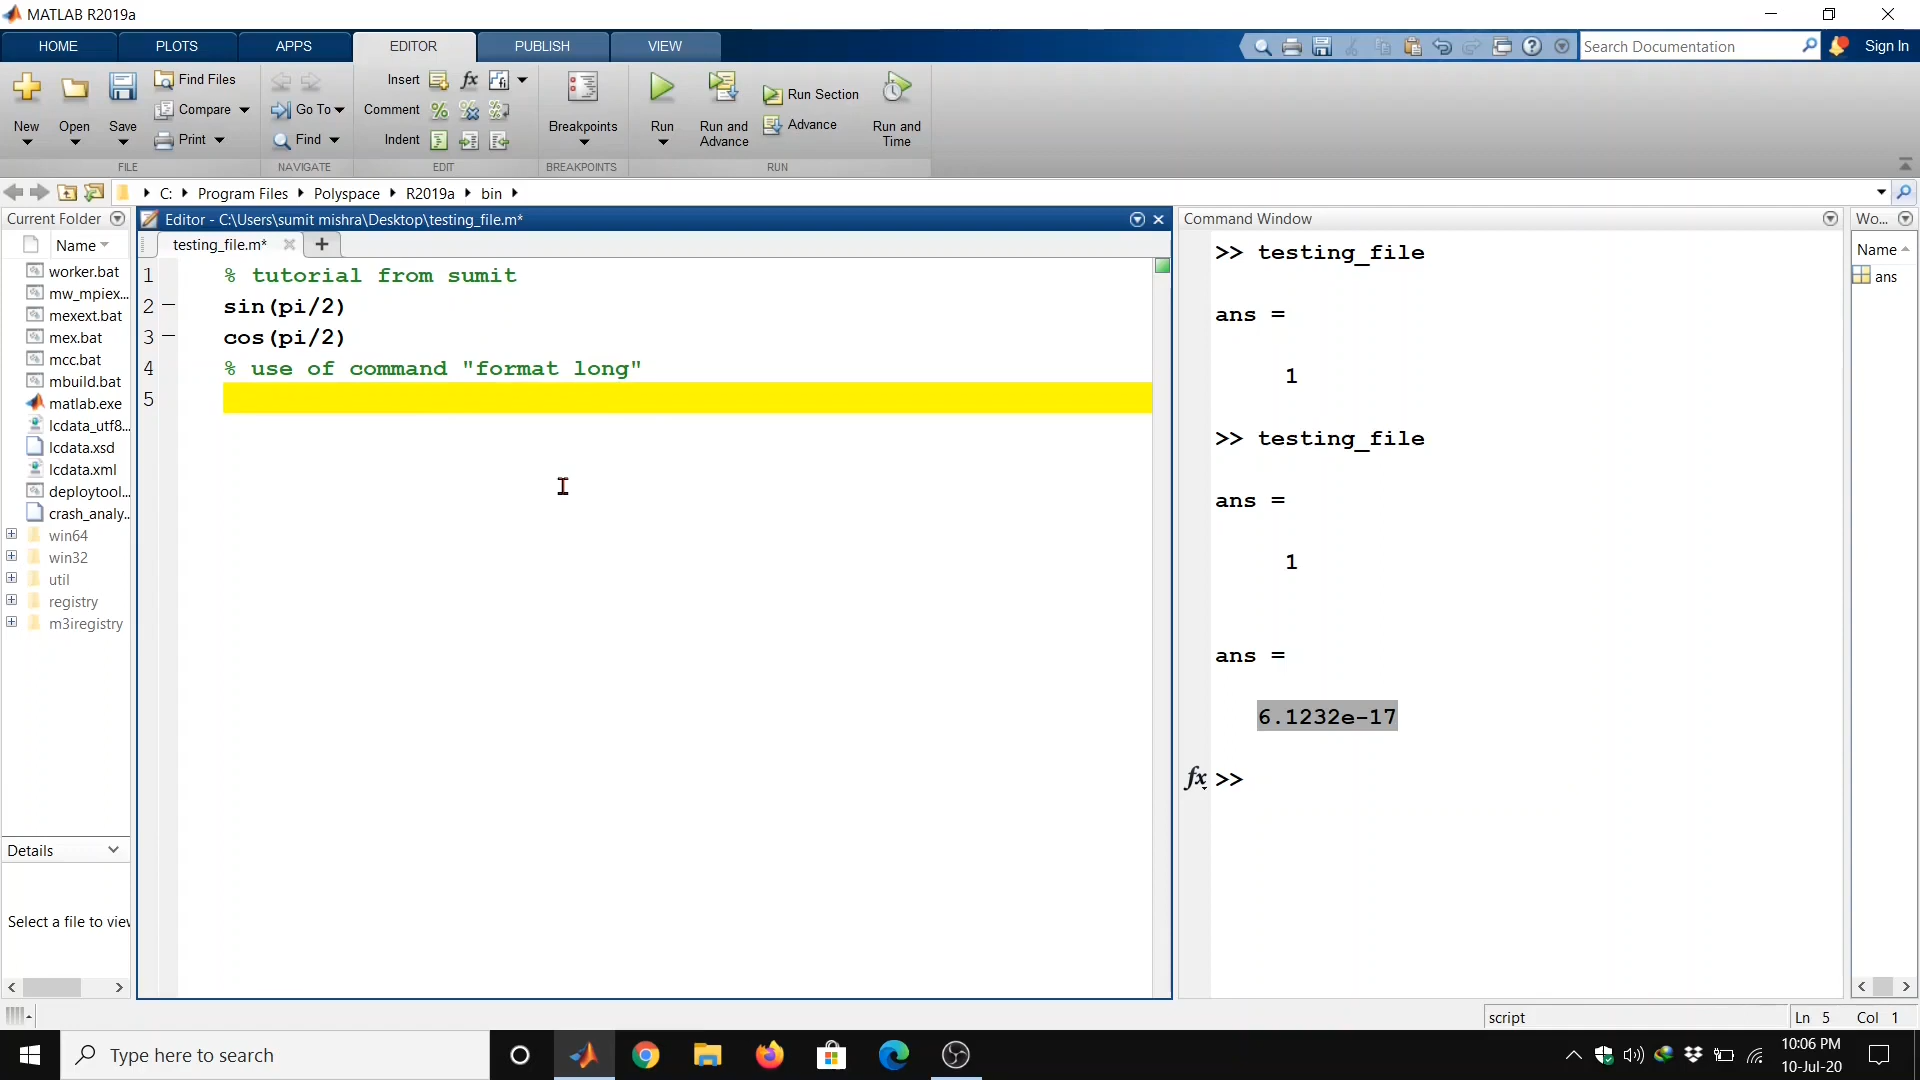 MATLAB R2019a
HOME PLOTS APPS EDITOR PUBLISH VIEW
Search Documentation
Sign In
New
Open
Save
Find Files
Compare
Print
FILE
Go To
Find
NAVIGATE
Insert fx
Comment
Indent
EDIT
Breakpoints
BREAKPOINTS
Run
Run and Advance
Run Section
Advance
Run and Time
RUN
C: Program Files Polyspace R2019a bin
Current Folder
Name
worker.bat
mw_mpiex...
mexext.bat
mex.bat
mcc.bat
mbuild.bat
matlab.exe
lcdata_utf8...
lcdata.xsd
lcdata.xml
deploytool...
crash_analy...
win64
win32
util
registry
m3iregistry
Details
Select a file to view
Editor - C:\Users\sumit mishra\Desktop\testing_file.m*
testing_file.m*
1 % tutorial from sumit
2 sin(pi/2)
3 cos(pi/2)
4 % use of command "format long"
5
Command Window
>> testing_file
ans =
1
>> testing_file
ans =
1
ans =
6.1232e-17
fx >>
Wo...
Name
ans
script
Ln 5 Col 1
Type here to search
10:06 PM
10-Jul-20